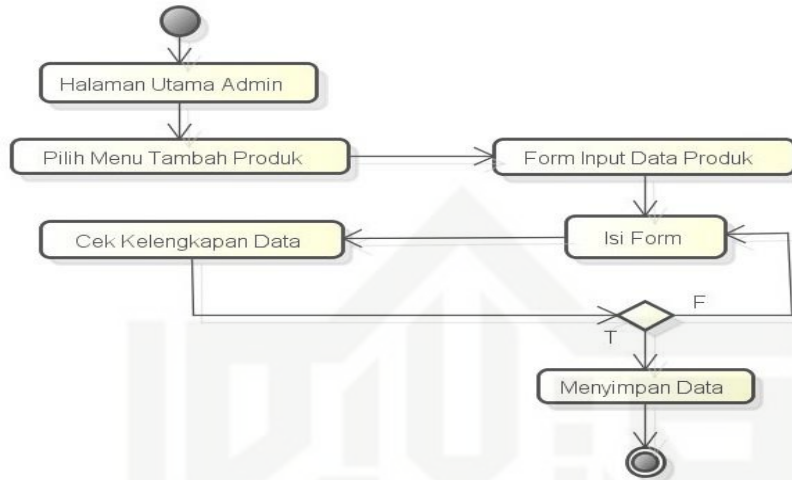 Halaman Utama Admin
Pilih Menu Tambah Produk
Form Input Data Produk
Isi Form
Cek Kelengkapan Data
F
T
Menyimpan Data